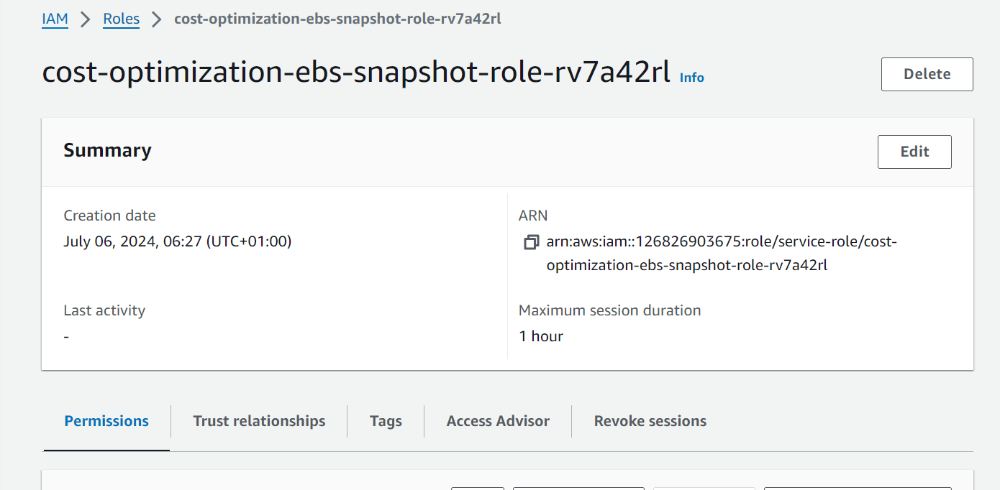 IAM > Roles > cost-optimization-ebs-snapshot-role-rv7a42rl
cost-optimization-ebs-snapshot-role-rv7a42rl Info
Delete
Summary
Edit
Creation date
July 06, 2024, 06:27 (UTC+01:00)
ARN
arn:aws:iam::126826903675:role/service-role/cost-
optimization-ebs-snapshot-role-rv7a42rl
Last activity
-
Maximum session duration
1 hour
Permissions
Trust relationships
Tags
Access Advisor
Revoke sessions